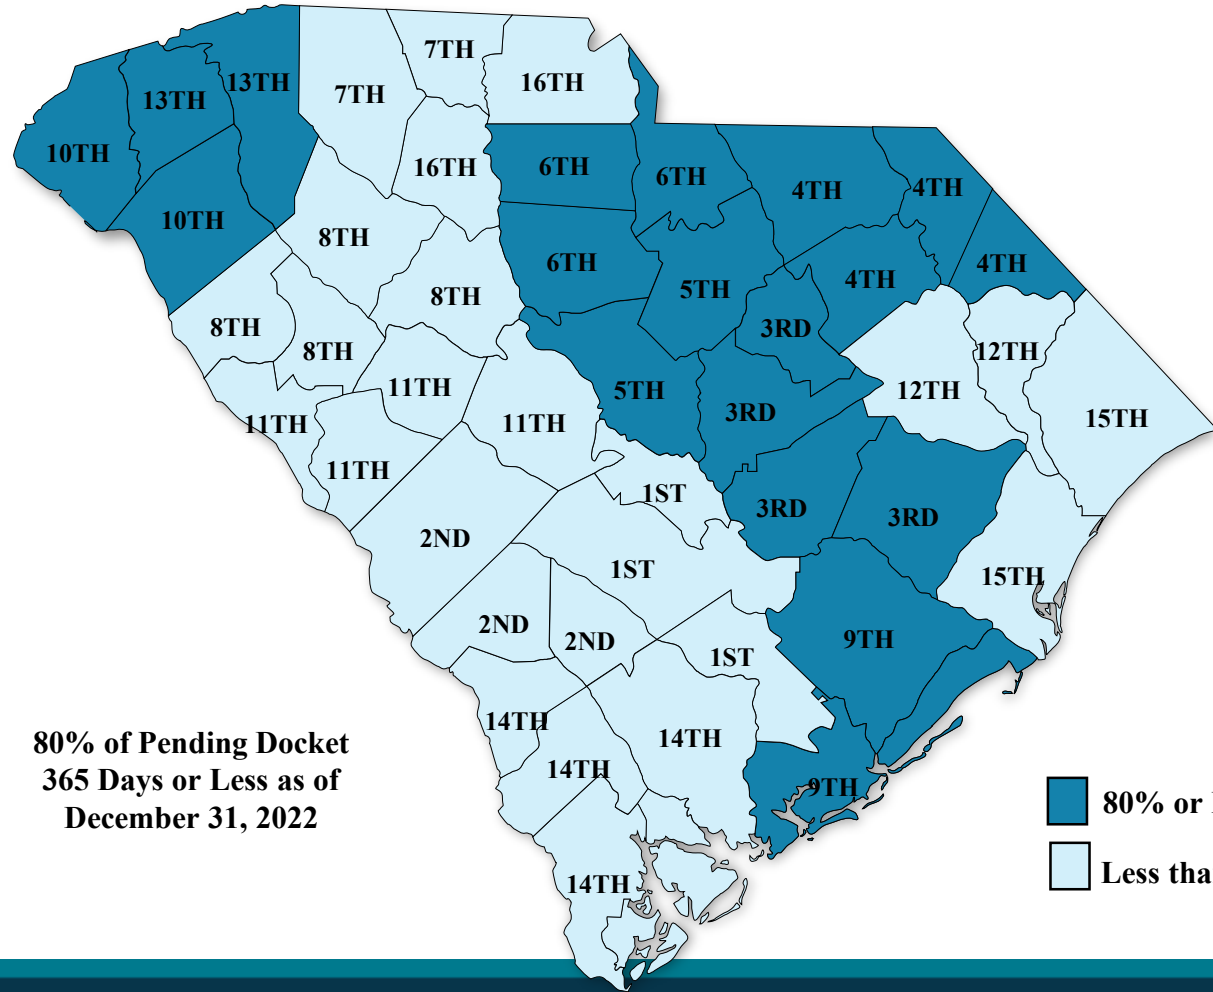 7TH
16TH
13TH
7TH
13TH
10TH
16TH
6TH
6TH
4TH
4TH
10TH
8TH
6TH
4TH
4TH
5TH
8TH
8TH
3RD
8TH
12TH
11TH
5TH
12TH
3RD
15TH
11TH
11TH
11TH
1ST
3RD
3RD
2ND
1ST
15TH
2ND
2ND
9TH
1ST
14TH
14TH
14TH
9TH
14TH
80% of Pending Docket
365 Days or Less as of
December 31, 2022
80% or
Less tha